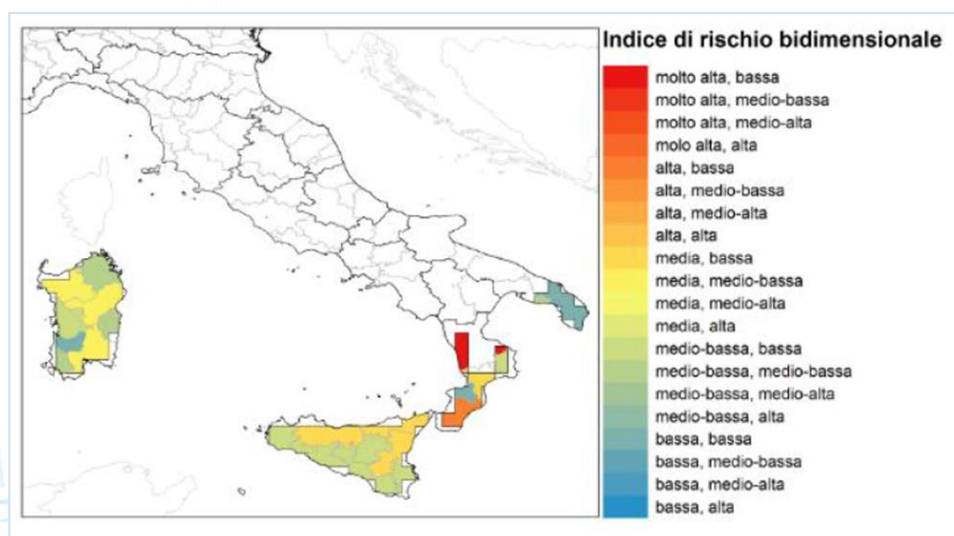 Indice di rischio bidimensionale
molto alta, bassa
molto alta, medio-bassa
molto alta, medio-alta
molo alta, alta
alta, bassa
alta, medio-bassa
alta, medio-alta
alta, alta
media, bassa
media, medio-bassa
media, medio-alta
media, alta
medio-bassa, bassa
medio-bassa, medio-bassa
medio-bassa, medio-alta
medio-bassa, alta
bassa, bassa
bassa, medio-bassa
bassa, medio-alta
bassa, alta